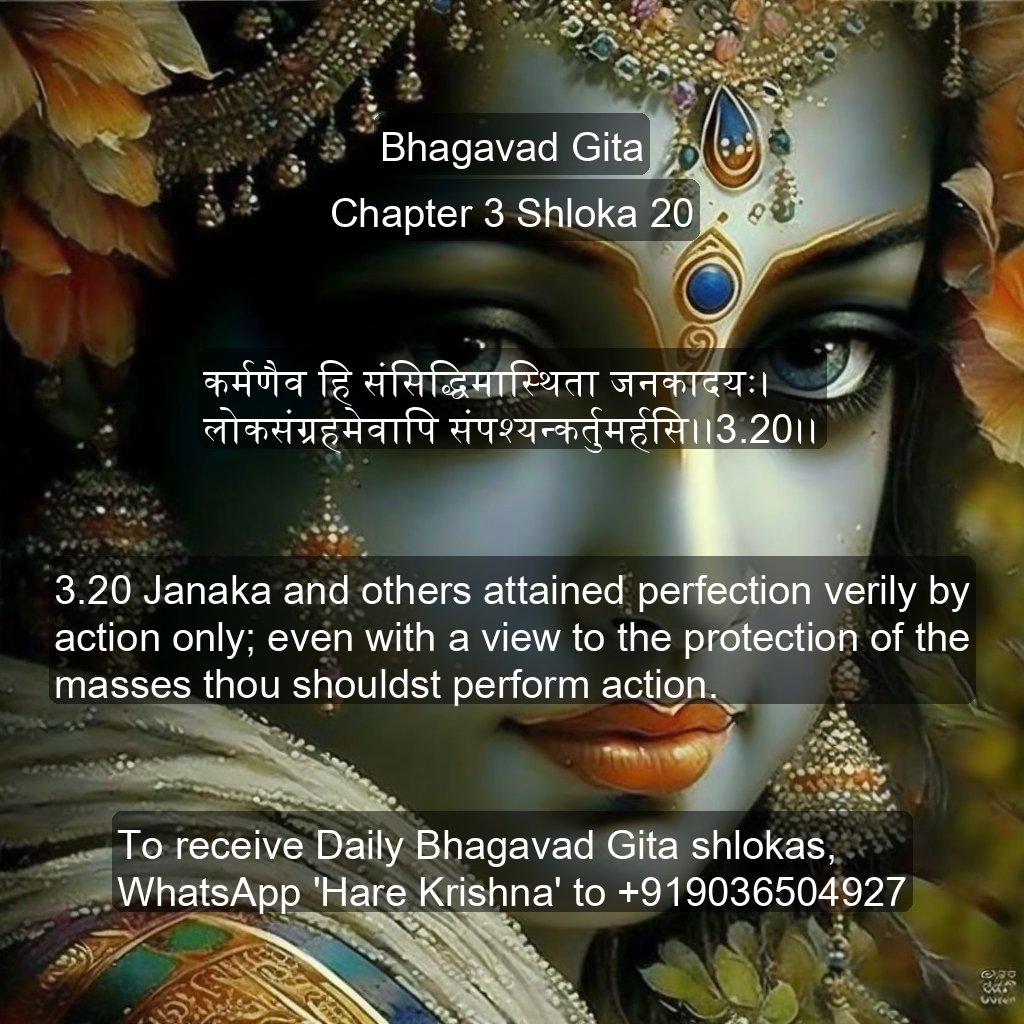 Bhagavad Gita
Chapter 3 Shloka 20
कर्मणैव हि संसिद्धिमास्थिता जनकादयः।
लोकसंग्रहमेवापि संपश्यन्कर्तुमर्हसि।।3.20।।
3.20 Janaka and others attained perfection verily by
action only; even with a view to the protection of the
masses thou shouldst perform action.
To receive Daily Bhagavad Gita shlokas,
WhatsApp 'Hare Krishna' to +919036504927